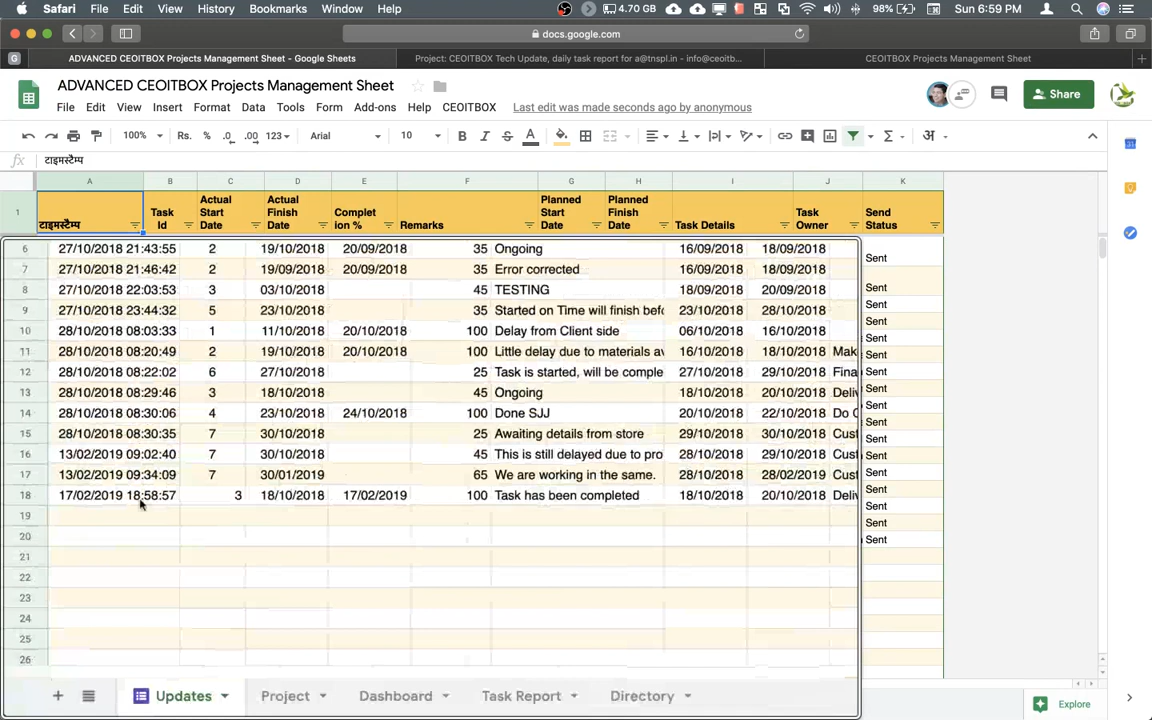 Safari File Edit View History Bookmarks Window Help 4.70 GB 98% Sun 6:59 PM
docs.google.com
G ADVANCED CEOITBOX Projects Management Sheet - Google Sheets Project: CEOITBOX Tech Update, daily task report for a@tnspl.in - info@ceoitb... CEOITBOX Projects Management Sheet
ADVANCED CEOITBOX Projects Management Sheet
File Edit View Insert Format Data Tools Form Add-ons Help CEOITBOX Last edit was made seconds ago by anonymous Share
100% Rs. % .0 .00 123 Arial 10 B I S A Σ अ
fx टाइमस्टैम्प
A B C D E F G H I J K
1 टाइमस्टैम्प Task Id Actual Start Date Actual Finish Date Complet ion % Remarks Planned Start Date Planned Finish Date Task Details Task Owner Send Status
6 27/10/2018 21:43:55 2 19/10/2018 20/09/2018 35 Ongoing 16/09/2018 18/09/2018 Sent
7 27/10/2018 21:46:42 2 19/09/2018 20/09/2018 35 Error corrected 16/09/2018 18/09/2018
8 27/10/2018 22:03:53 3 03/10/2018 45 TESTING 18/09/2018 20/09/2018 Sent
9 27/10/2018 23:44:32 5 23/10/2018 35 Started on Time will finish befo 23/10/2018 28/10/2018 Sent
10 28/10/2018 08:03:33 1 11/10/2018 20/10/2018 100 Delay from Client side 06/10/2018 16/10/2018 Sent
11 28/10/2018 08:20:49 2 19/10/2018 20/10/2018 100 Little delay due to materials av 16/10/2018 18/10/2018 Mak Sent
12 28/10/2018 08:22:02 6 27/10/2018 25 Task is started, will be comple 27/10/2018 29/10/2018 Fina Sent
13 28/10/2018 08:29:46 3 18/10/2018 45 Ongoing 18/10/2018 20/10/2018 Deliv Sent
14 28/10/2018 08:30:06 4 23/10/2018 24/10/2018 100 Done SJJ 20/10/2018 22/10/2018 Do C Sent
15 28/10/2018 08:30:35 7 30/10/2018 25 Awaiting details from store 29/10/2018 30/10/2018 Cust Sent
16 13/02/2019 09:02:40 7 30/10/2018 45 This is still delayed due to pro 28/10/2018 29/10/2018 Cust Sent
17 13/02/2019 09:34:09 7 30/01/2019 65 We are working in the same. 28/10/2018 28/02/2019 Cust Sent
18 17/02/2019 18:58:57 3 18/10/2018 17/02/2019 100 Task has been completed 18/10/2018 20/10/2018 Deliv Sent
19 Sent
20 Sent
21
22
23
24
25
26
+ Updates Project Dashboard Task Report Directory Explore